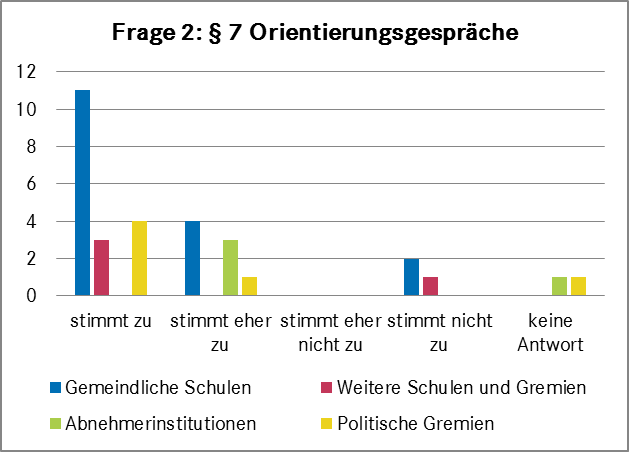 Frage 2: § 7 Orientierungsgespräche
12
10
8
6
4
2
0
stimmt zu
stimmt eher
zu
stimmt eher
nicht zu
stimmt nicht
zu
keine
Antwort
Gemeindliche Schulen
Weitere Schulen und Gremien
Abnehmerinstitutionen
Politische Gremien